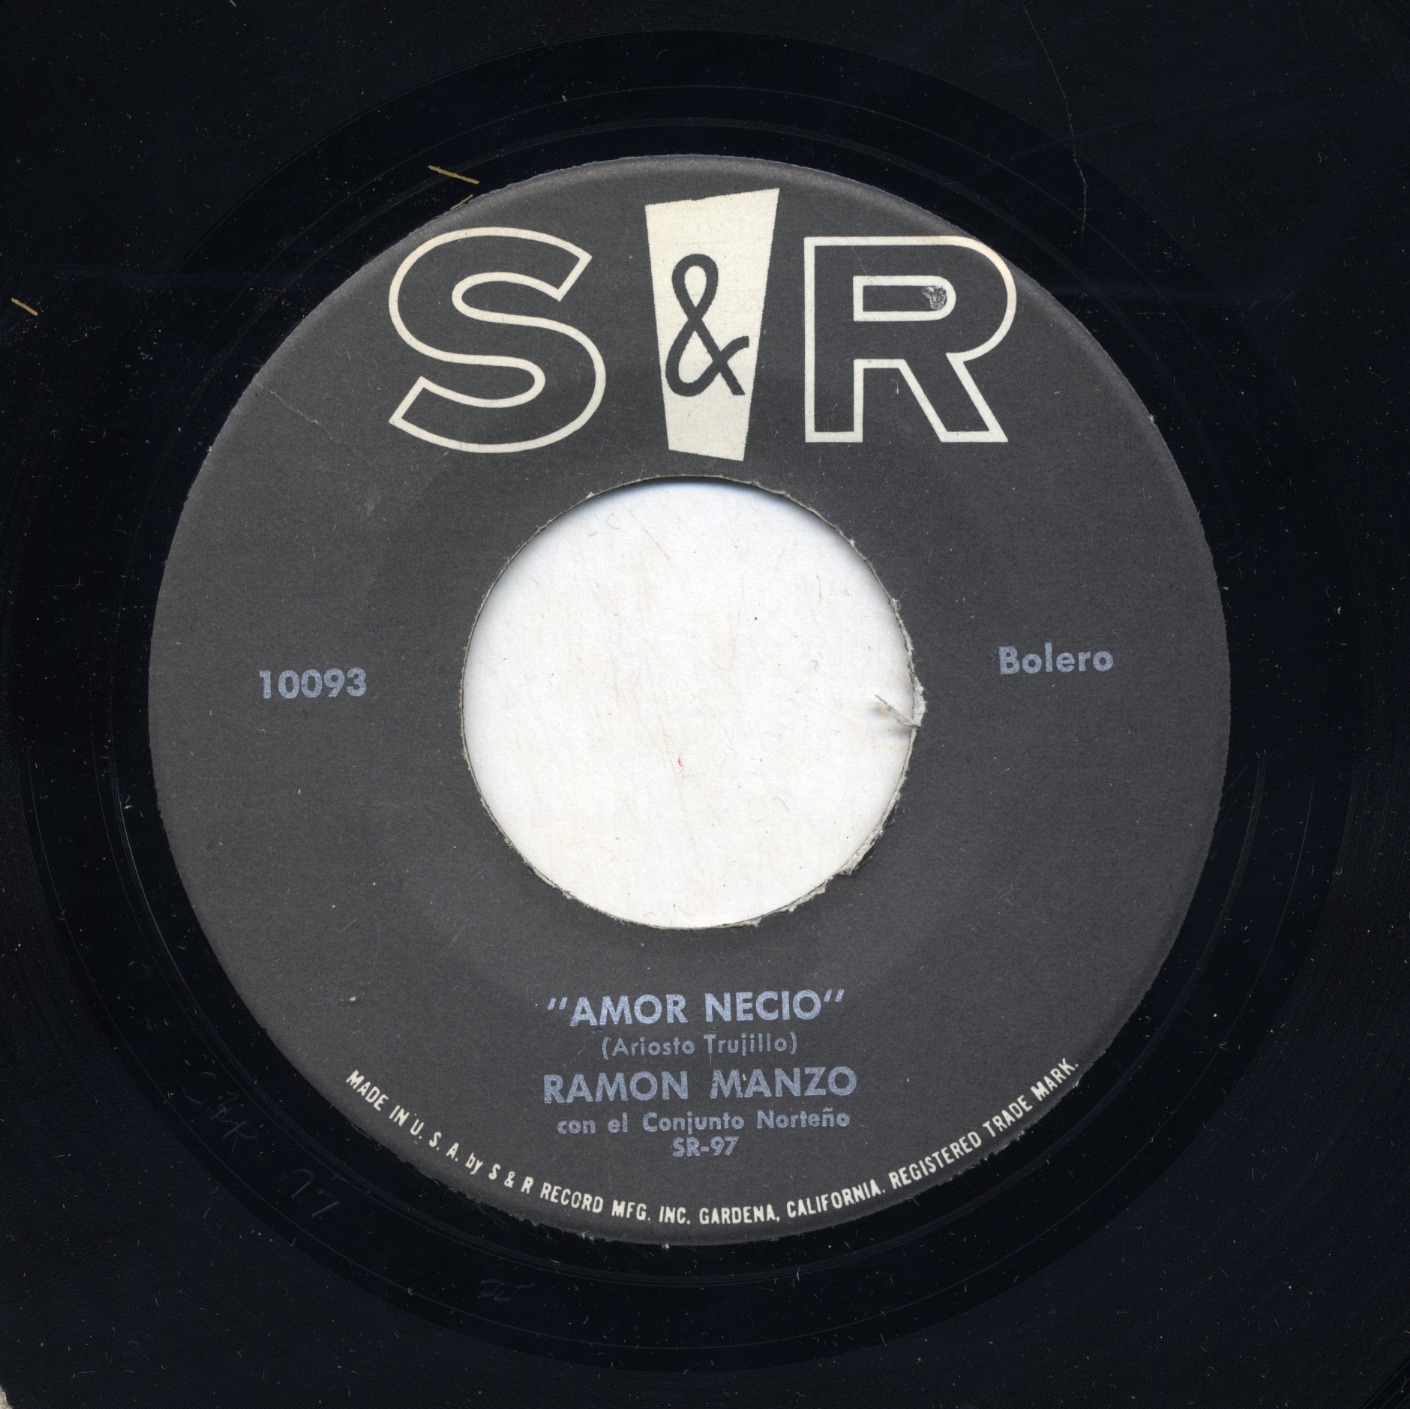 S & R
10093
Bolero
"AMOR NECIO"
(Ariosto Trujillo)
RAMON MANZO
con el Conjunto Norteño
SR-97
MADE IN U. S. A. by S & R RECORD MFG. INC. GARDENA, CALIFORNIA. REGISTERED TRADE MARK.